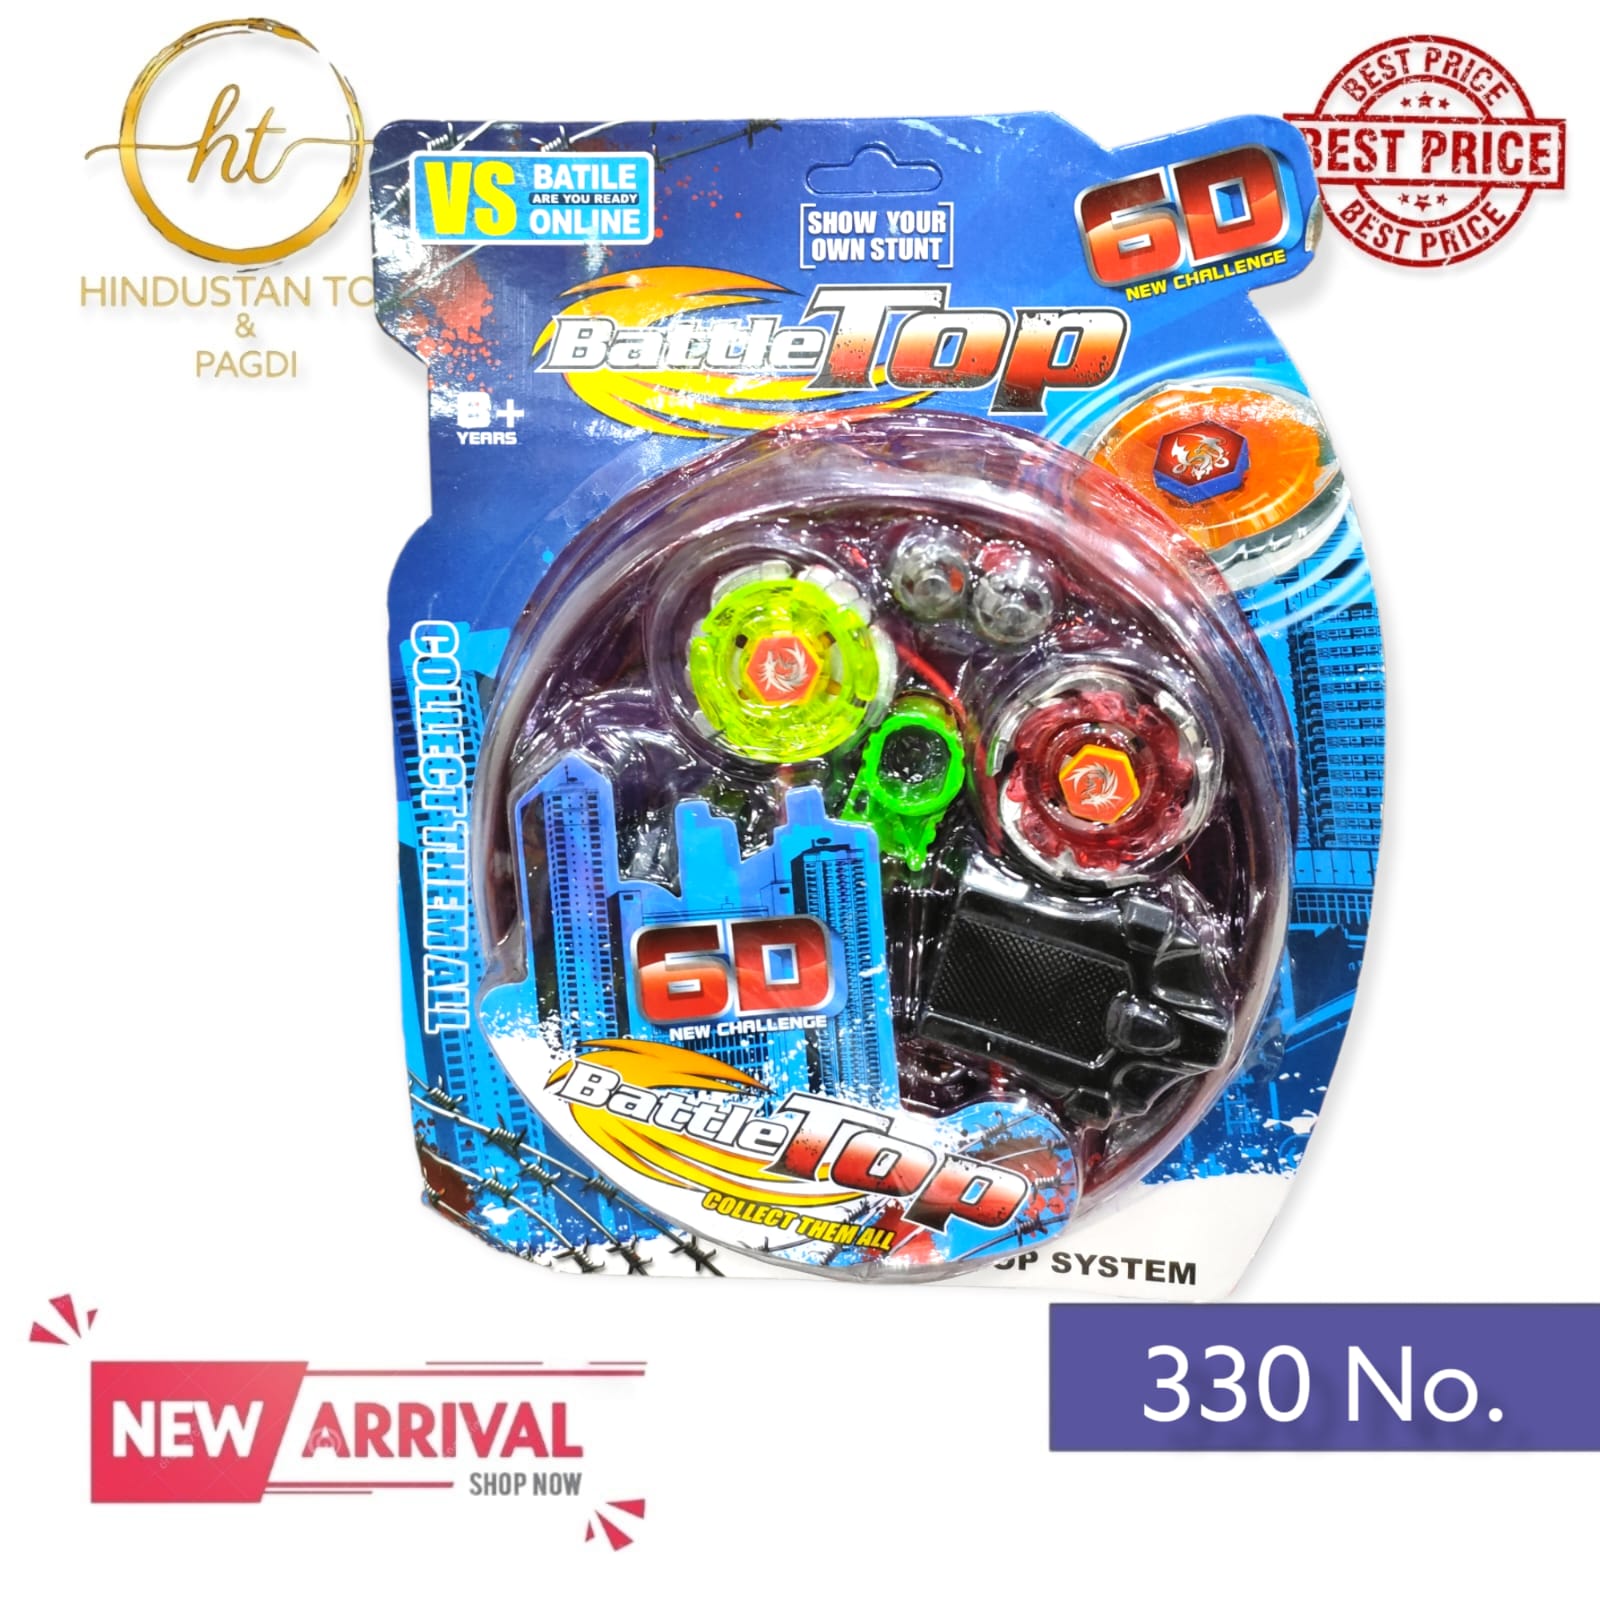 ht
HINDUSTAN TO
&
PAGDI
VS
BATILE
ARE YOU READY
ONLINE
SHOW YOUR
OWN STUNT
6D
NEW CHALLENGE
BEST PRICE
BEST PRICE
BEST PRICE
Battle Top
8+
YEARS
COLLECT THEM ALL
6D
NEW CHALLENGE
Battle Top
COLLECT THEM ALL
OP SYSTEM
NEW ARRIVAL
SHOP NOW
330 No.